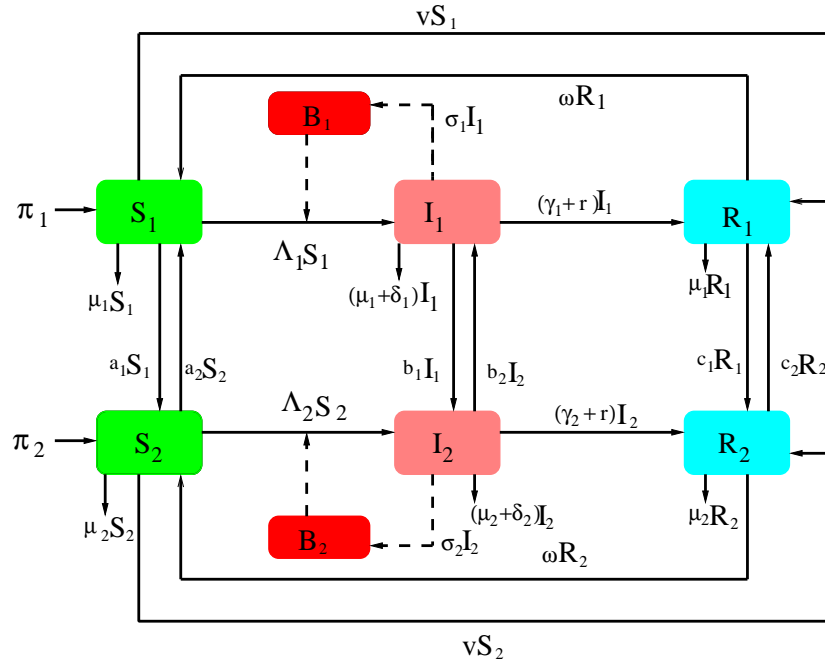 vS₁
ωR₁
B₁
σ₁I₁
π₁
S₁
I₁
(γ₁+r)I₁
R₁
Λ₁S₁
μ₁S₁
(μ₁+δ₁)I₁
μ₁R₁
a₁S₁
a₂S₂
b₁I₁
b₂I₂
c₁R₁
c₂R₂
Λ₂S₂
(γ₂+r)I₂
π₂
S₂
I₂
R₂
μ₂S₂
B₂
σ₂I₂
(μ₂+δ₂)I₂
μ₂R₂
ωR₂
vS₂